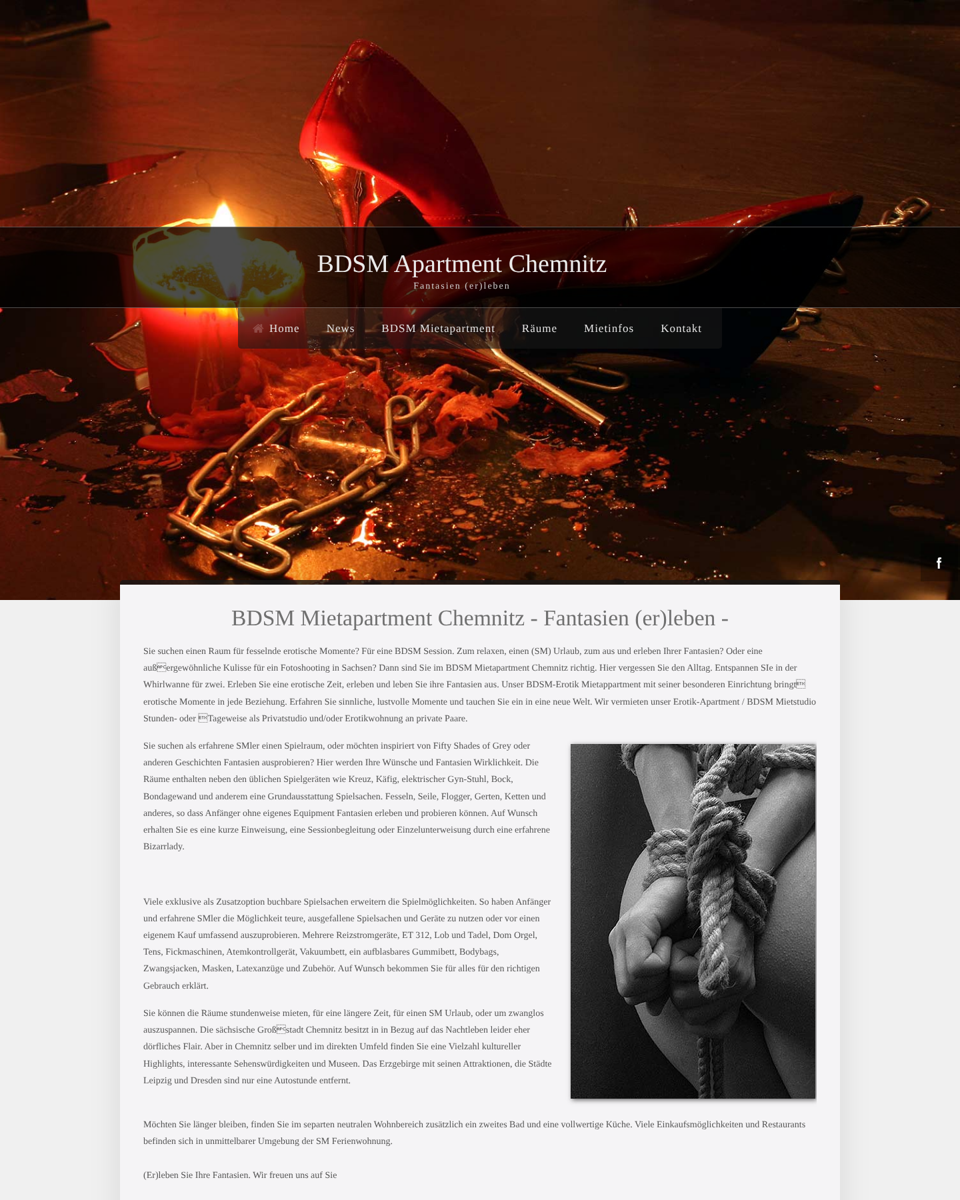 BDSM Apartment Chemnitz
Fantasien (er)leben
Home News BDSM Mietapartment Räume Mietinfos Kontakt
f
BDSM Mietapartment Chemnitz - Fantasien (er)leben -
Sie suchen einen Raum für fesselnde erotische Momente? Für eine BDSM Session. Zum relaxen, einen (SM) Urlaub, zum aus und erleben Ihrer Fantasien? Oder eine
außergewöhnliche Kulisse für ein Fotoshooting in Sachsen? Dann sind Sie im BDSM Mietapartment Chemnitz richtig. Hier vergessen Sie den Alltag. Entspannen SIe in der
Whirlwanne für zwei. Erleben Sie eine erotische Zeit, erleben und leben Sie ihre Fantasien aus. Unser BDSM-Erotik Mietappartment mit seiner besonderen Einrichtung bringt
erotische Momente in jede Beziehung. Erfahren Sie sinnliche, lustvolle Momente und tauchen Sie ein in eine neue Welt. Wir vermieten unser Erotik-Apartment / BDSM Mietstudio
Stunden- oder Tageweise als Privatstudio und/oder Erotikwohnung an private Paare.
Sie suchen als erfahrene SMler einen Spielraum, oder möchten inspiriert von Fifty Shades of Grey oder
anderen Geschichten Fantasien ausprobieren? Hier werden Ihre Wünsche und Fantasien Wirklichkeit. Die
Räume enthalten neben den üblichen Spielgeräten wie Kreuz, Käfig, elektrischer Gyn-Stuhl, Bock,
Bondagewand und anderem eine Grundausstattung Spielsachen. Fesseln, Seile, Flogger, Gerten, Ketten und
anderes, so dass Anfänger ohne eigenes Equipment Fantasien erleben und probieren können. Auf Wunsch
erhalten Sie es eine kurze Einweisung, eine Sessionbegleitung oder Einzelunterweisung durch eine erfahrene
Bizarrlady.
Viele exklusive als Zusatzoption buchbare Spielsachen erweitern die Spielmöglichkeiten. So haben Anfänger
und erfahrene SMler die Möglichkeit teure, ausgefallene Spielsachen und Geräte zu nutzen oder vor einen
eigenem Kauf umfassend auszuprobieren. Mehrere Reizstromgeräte, ET 312, Lob und Tadel, Dom Orgel,
Tens, Fickmaschinen, Atemkontrollgerät, Vakuumbett, ein aufblasbares Gummibett, Bodybags,
Zwangsjacken, Masken, Latexanzüge und Zubehör. Auf Wunsch bekommen Sie für alles für den richtigen
Gebrauch erklärt.
Sie können die Räume stundenweise mieten, für eine längere Zeit, für einen SM Urlaub, oder um zwanglos
auszuspannen. Die sächsische Großstadt Chemnitz besitzt in in Bezug auf das Nachtleben leider eher
dörfliches Flair. Aber in Chemnitz selber und im direkten Umfeld finden Sie eine Vielzahl kultureller
Highlights, interessante Sehenswürdigkeiten und Museen. Das Erzgebirge mit seinen Attraktionen, die Städte
Leipzig und Dresden sind nur eine Autostunde entfernt.
Möchten Sie länger bleiben, finden Sie im separten neutralen Wohnbereich zusätzlich ein zweites Bad und eine vollwertige Küche. Viele Einkaufsmöglichkeiten und Restaurants
befinden sich in unmittelbarer Umgebung der SM Ferienwohnung.
(Er)leben Sie Ihre Fantasien. Wir freuen uns auf Sie